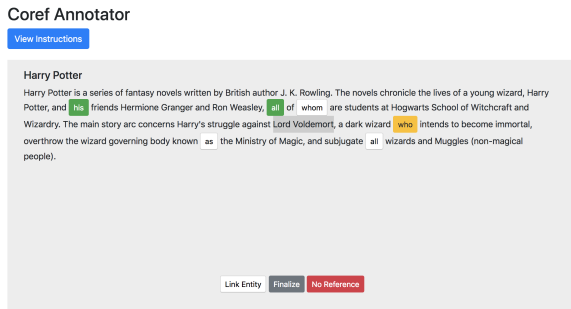 Coref Annotator
View Instructions
Harry Potter
Harry Potter is a series of fantasy novels written by British author J. K. Rowling. The novels chronicle the lives of a young wizard, Harry
Potter, and his friends Hermione Granger and Ron Weasley, all of whom are students at Hogwarts School of Witchcraft and
Wizardry. The main story arc concerns Harry's struggle against Lord Voldemort, a dark wizard who intends to become immortal,
overthrow the wizard governing body known as the Ministry of Magic, and subjugate all wizards and Muggles (non-magical
people).
Link Entity Finalize No Reference